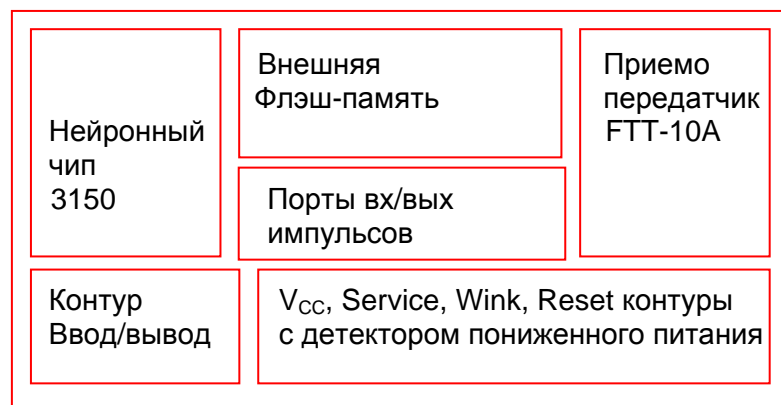 Нейронный
чип
3150
Внешняя
Флэш-память
Приемо
передатчик
FTT-10A
Порты вх/вых
импульсов
Контур
Ввод/вывод
VCC, Service, Wink, Reset контуры
с детектором пониженного питания